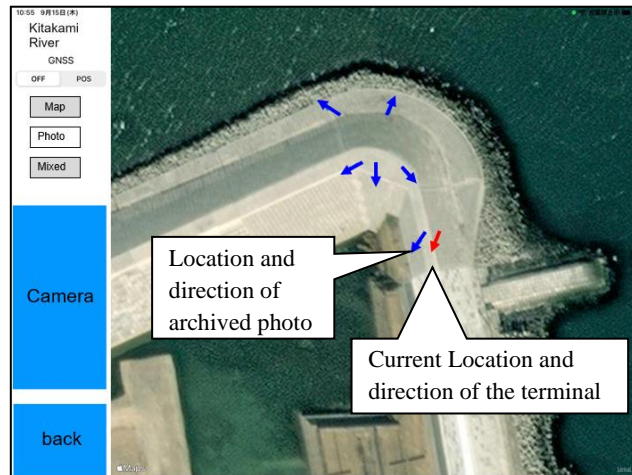 10:55 9月15日(木)
Kitakami
River
GNSS
OFF POS
Map
Photo
Mixed
Camera
back
Location and
direction of
archived photo
Current Location and
direction of the terminal
Maps